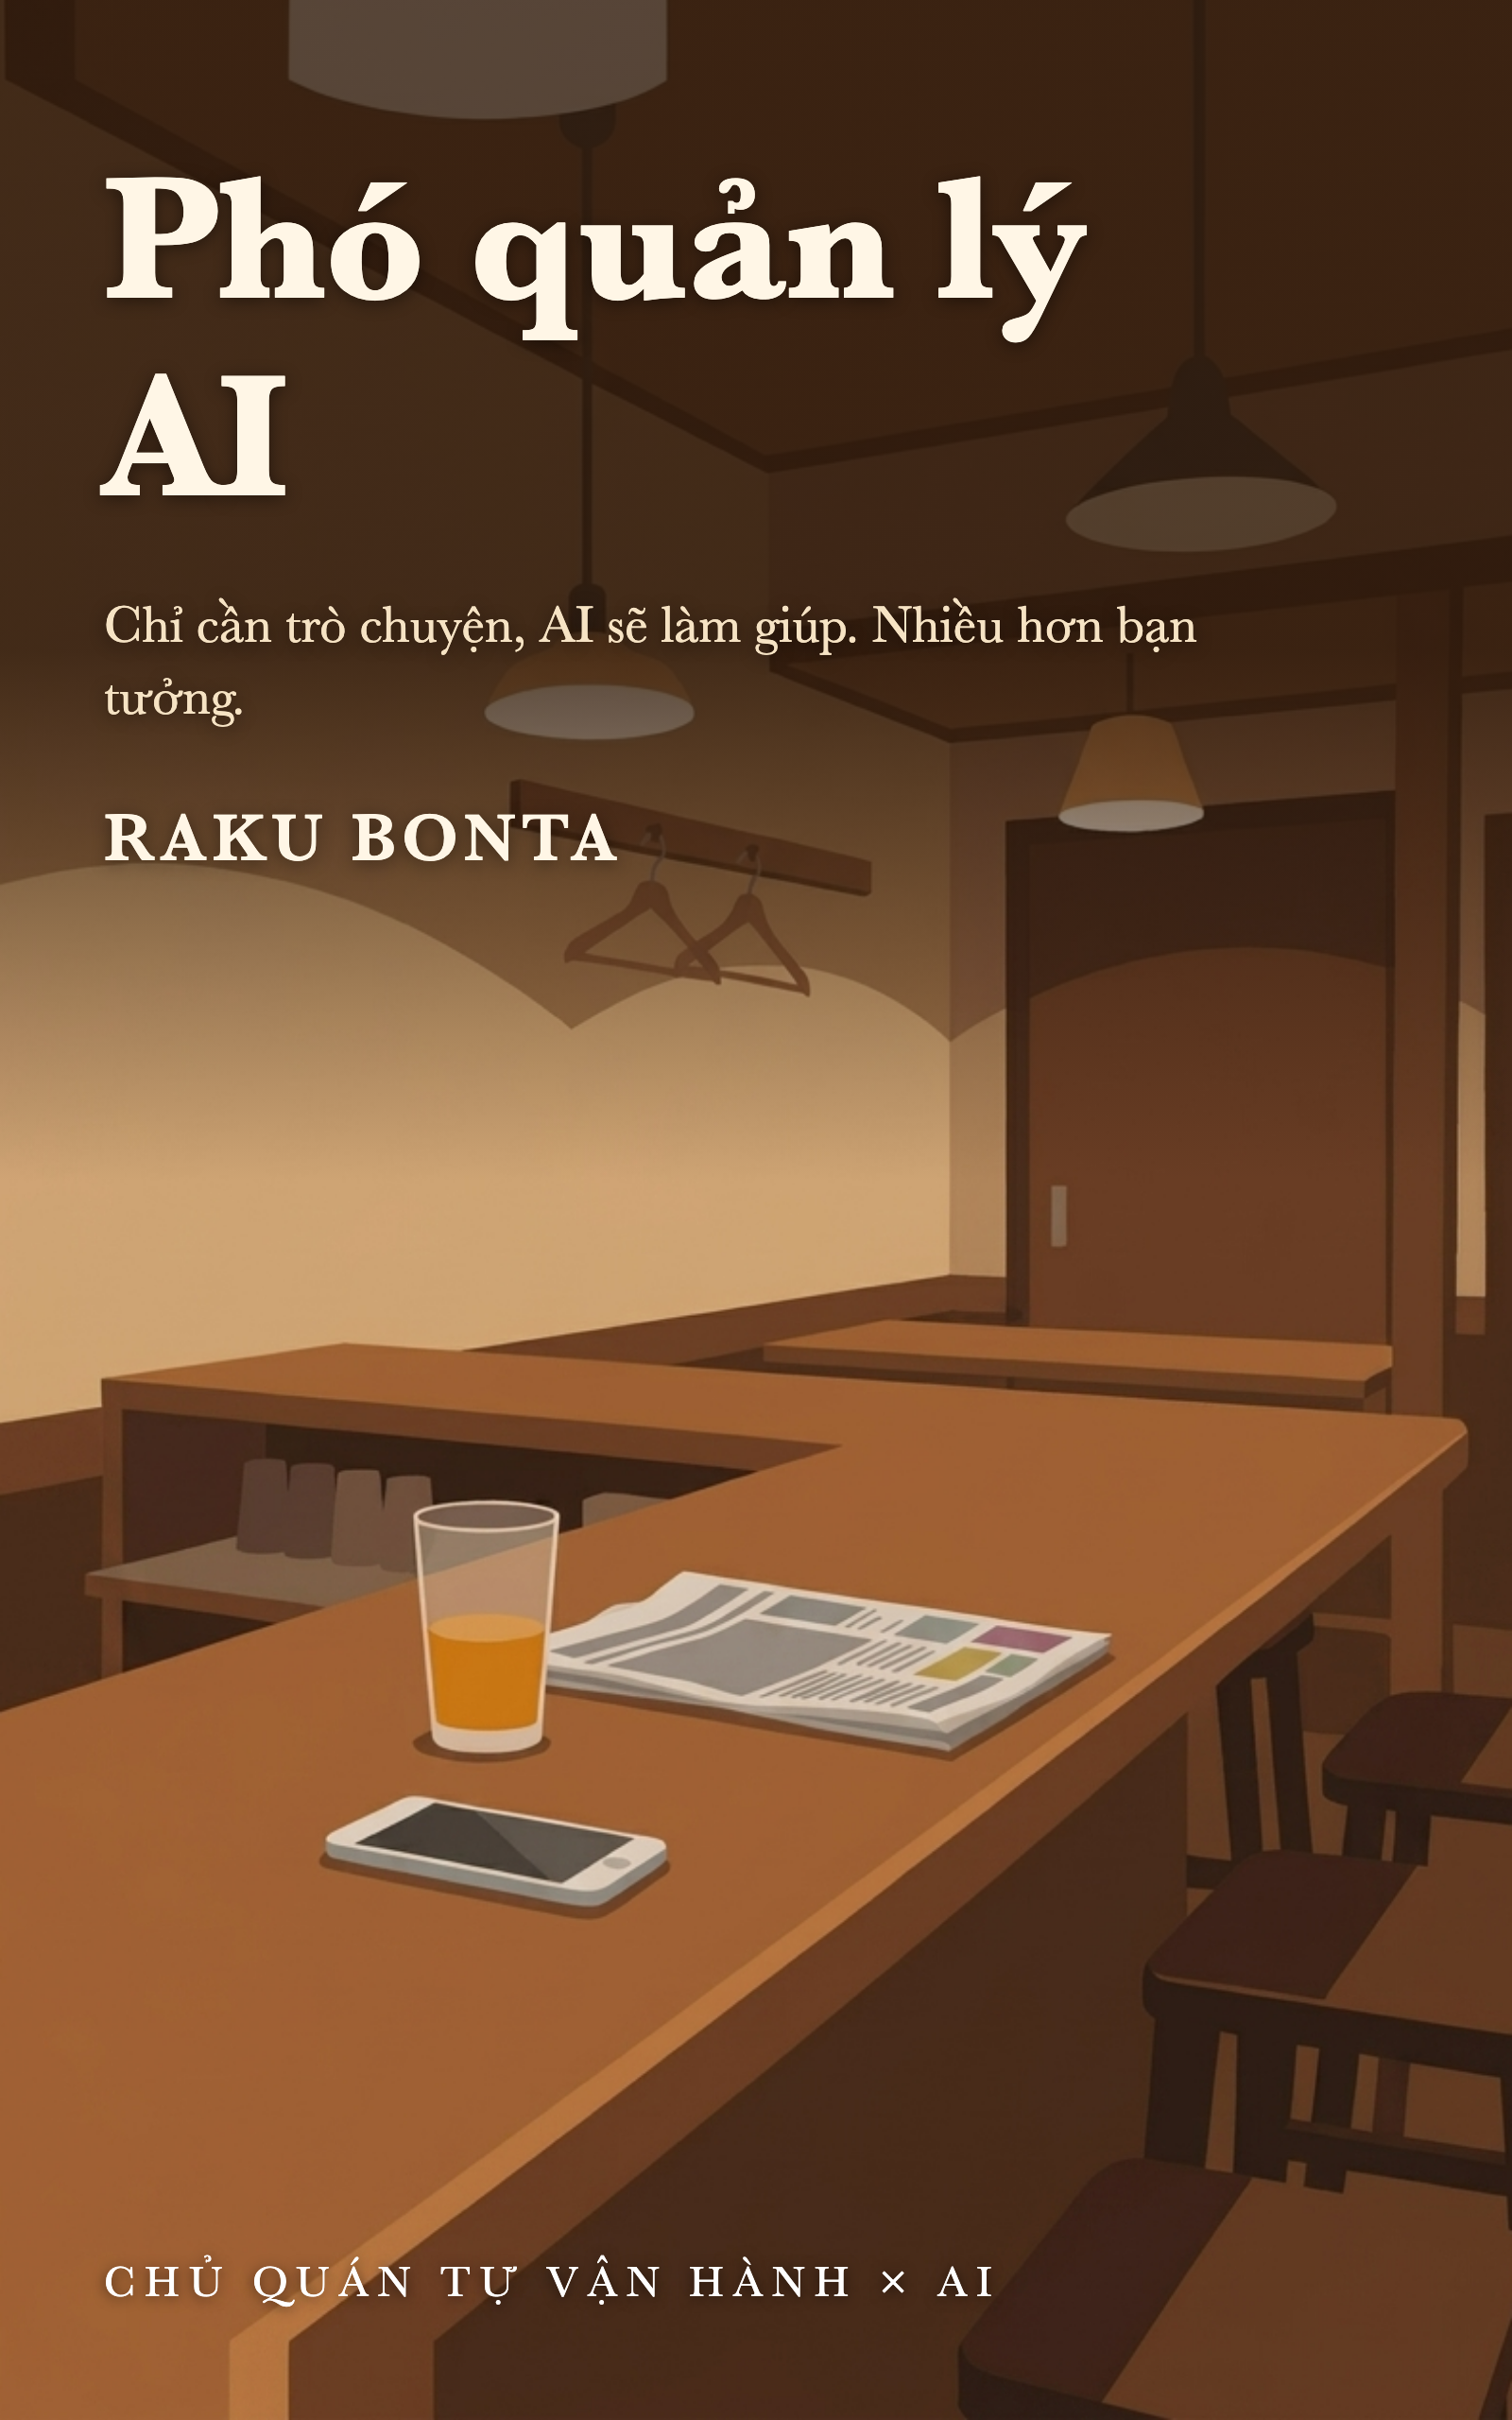 Phó quản lý
AI
Chỉ cần trò chuyện, AI sẽ làm giúp. Nhiều hơn bạn
tưởng.
RAKU BONTA
CHỦ QUÁN TỰ VẬN HÀNH × AI